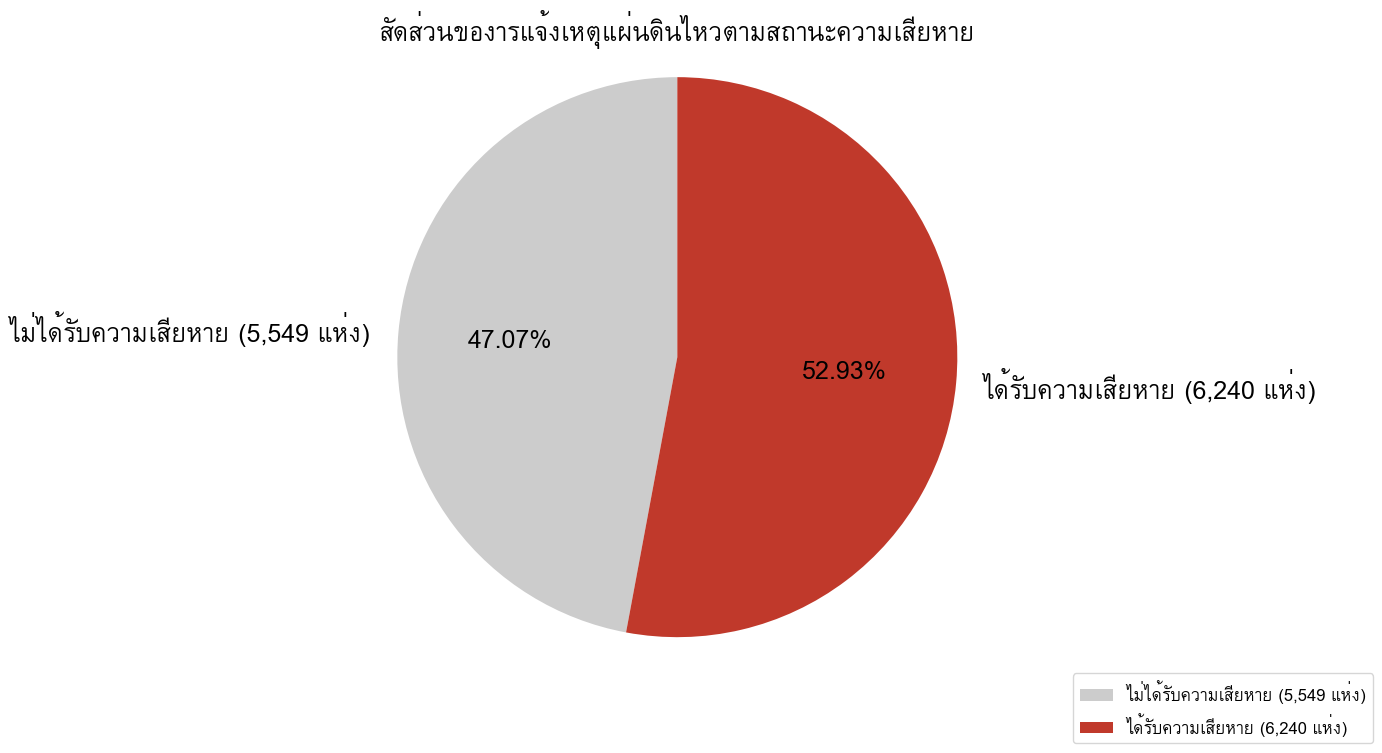 สัดส่วนของารแจ้งเหตุแผ่นดินไหวตามสถานะความเสียหาย
ไม่ได้รับความเสียหาย (5,549 แห่ง)
47.07%
52.93%
ได้รับความเสียหาย (6,240 แห่ง)
ไม่ได้รับความเสียหาย (5,549 แห่ง)
ได้รับความเสียหาย (6,240 แห่ง)